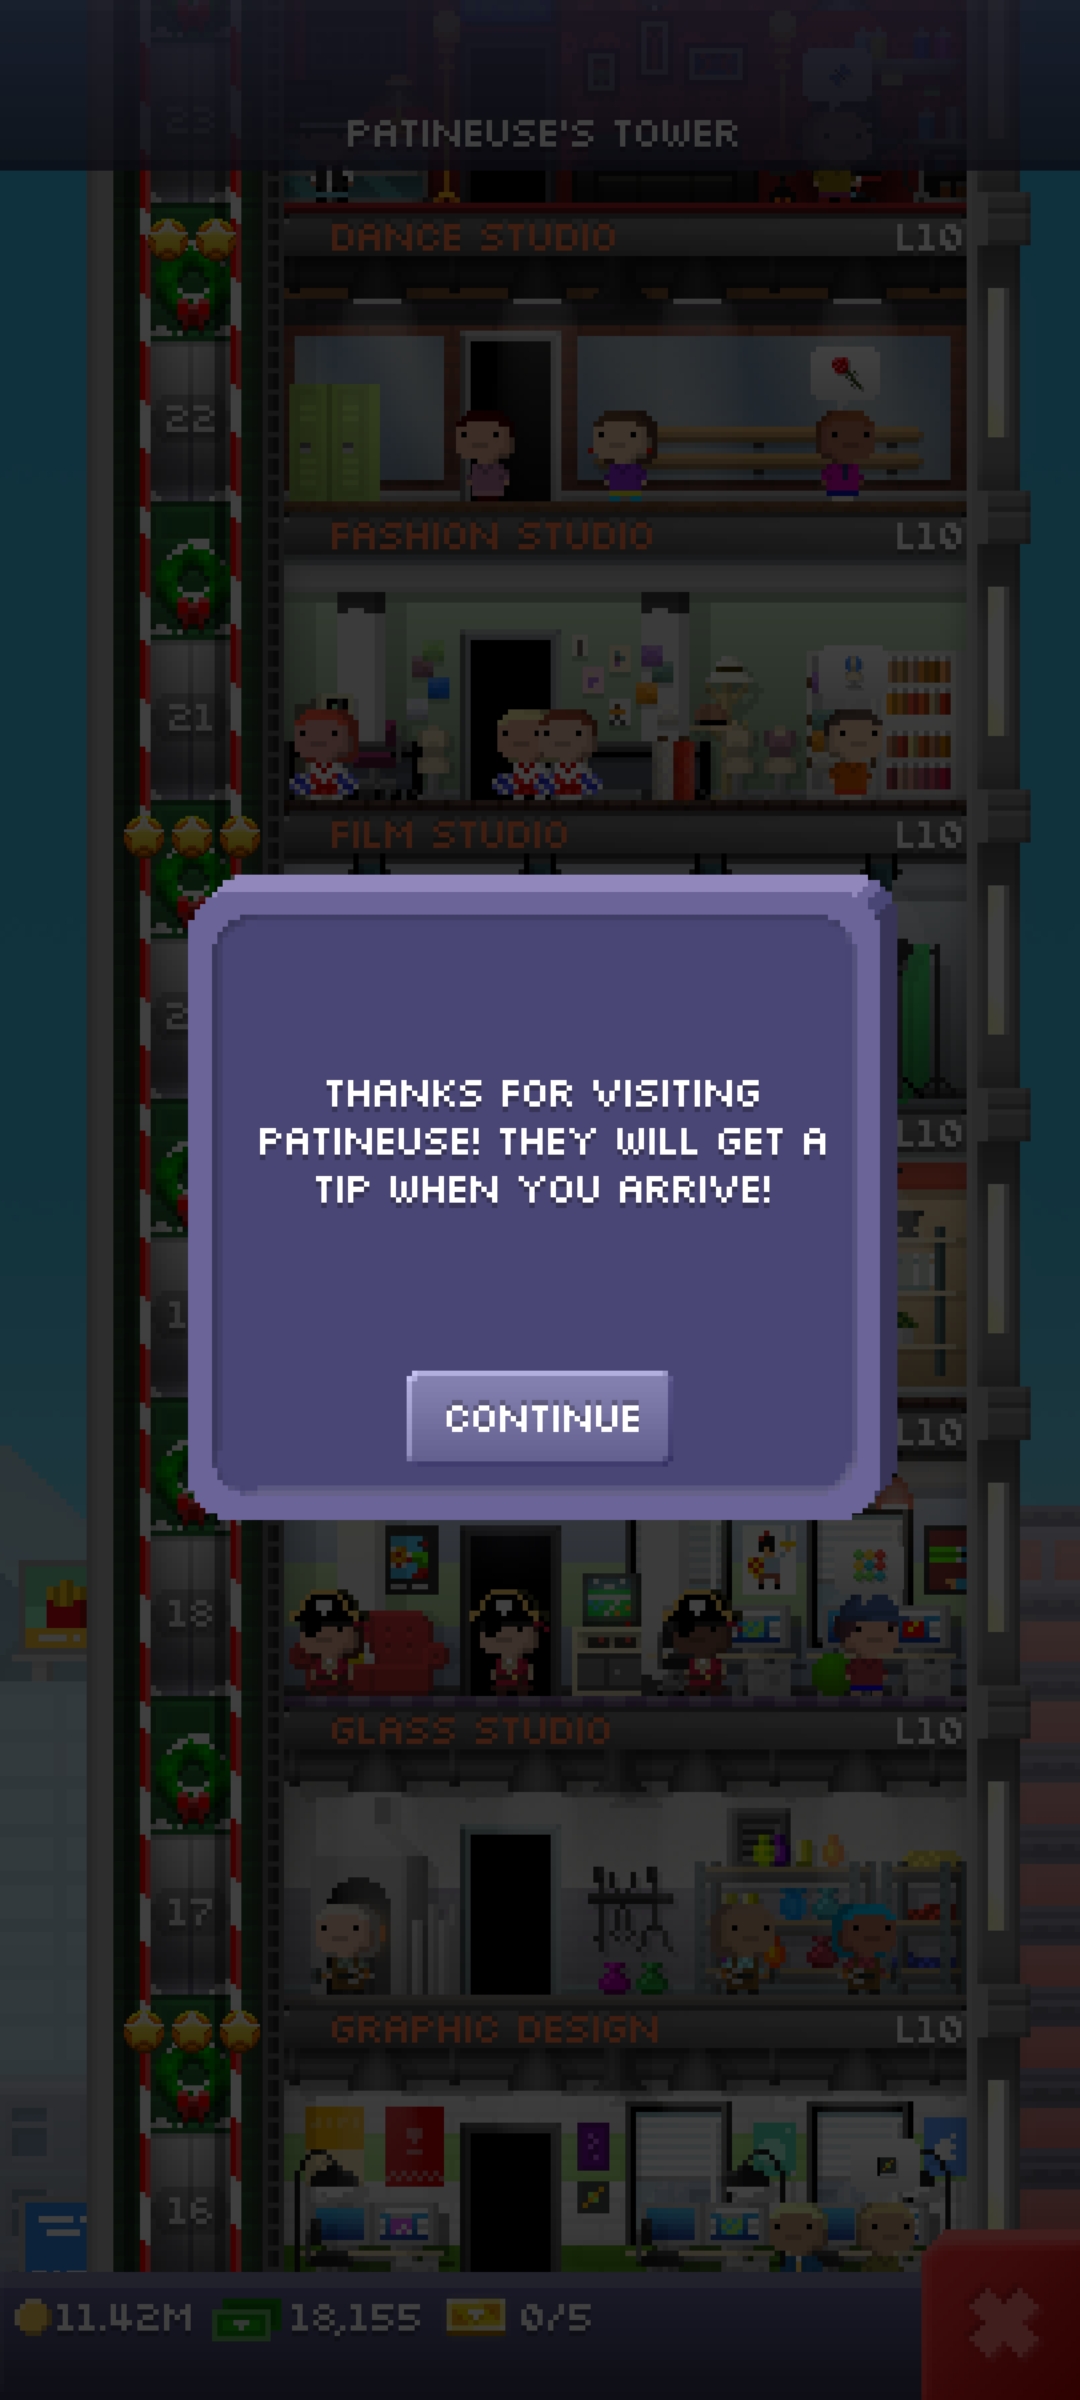 23
PATINEUSE'S TOWER
DANCE STUDIO L10
22
FASHION STUDIO L10
21
FILM STUDIO L10
L10
THANKS FOR VISITING
PATINEUSE! THEY WILL GET A
TIP WHEN YOU ARRIVE!
CONTINUE
L10
18
GLASS STUDIO L10
17
GRAPHIC DESIGN L10
16
11.42M 18,155 0/5